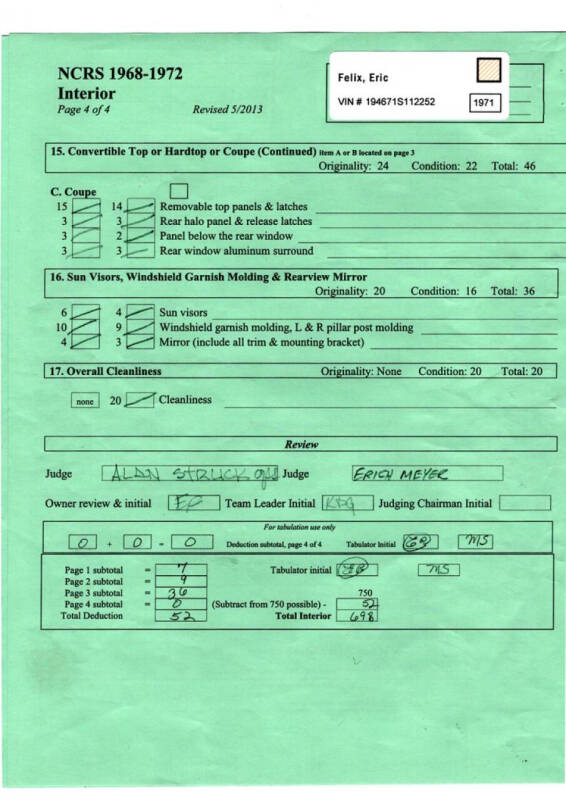 NCRS 1968-1972
Interior
Page 4 of 4 Revised 5/2013
Felix, Eric
VIN # 194671S112252 1971
15. Convertible Top or Hardtop or Coupe (Continued) Item A or B located on page 3
Originality: 24 Condition: 22 Total: 46
C. Coupe
15 14 Removable top panels & latches
3 3 Rear halo panel & release latches
3 2 Panel below the rear window
3 3 Rear window aluminum surround
16. Sun Visors, Windshield Garnish Molding & Rearview Mirror
Originality: 20 Condition: 16 Total: 36
6 4 Sun visors
10 9 Windshield garnish molding, L & R pillar post molding
4 3 Mirror (include all trim & mounting bracket)
17. Overall Cleanliness Originality: None Condition: 20 Total: 20
none 20 Cleanliness
Review
Judge ALAN STRUCK Judge ERICH MEYER
Owner review & initial Team Leader Initial Judging Chairman Initial
For tabulation use only
0 + 0 = 0 Deduction subtotal, page 4 of 4 Tabulator Initial MS
Page 1 subtotal = 7 Tabulator initial MS
Page 2 subtotal = 9
Page 3 subtotal = 36 750
Page 4 subtotal = 0 (Subtract from 750 possible) - 52
Total Deduction 52 Total Interior 698